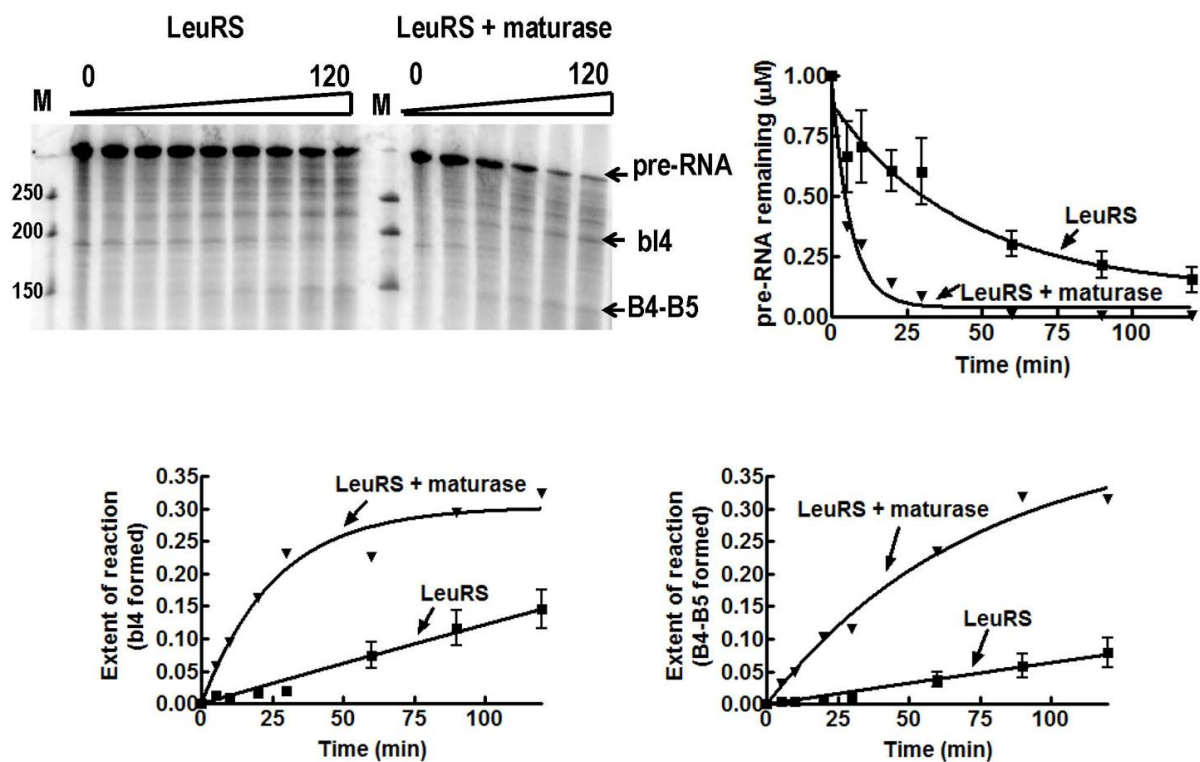 LeuRS
LeuRS + maturase
0 120
0 120
M
M
pre-RNA
250
200
bI4
150
B4-B5
pre-RNA remaining (µM)
1.00
0.75
0.50
0.25
0.00
LeuRS
LeuRS + maturase
0 25 50 75 100
Time (min)
Extent of reaction
(bI4 formed)
0.35
0.30
0.25
0.20
0.15
0.10
0.05
0.00
LeuRS + maturase
LeuRS
0 25 50 75 100
Time (min)
Extent of reaction
(B4-B5 formed)
0.35
0.30
0.25
0.20
0.15
0.10
0.05
0.00
LeuRS + maturase
LeuRS
0 25 50 75 100
Time (min)